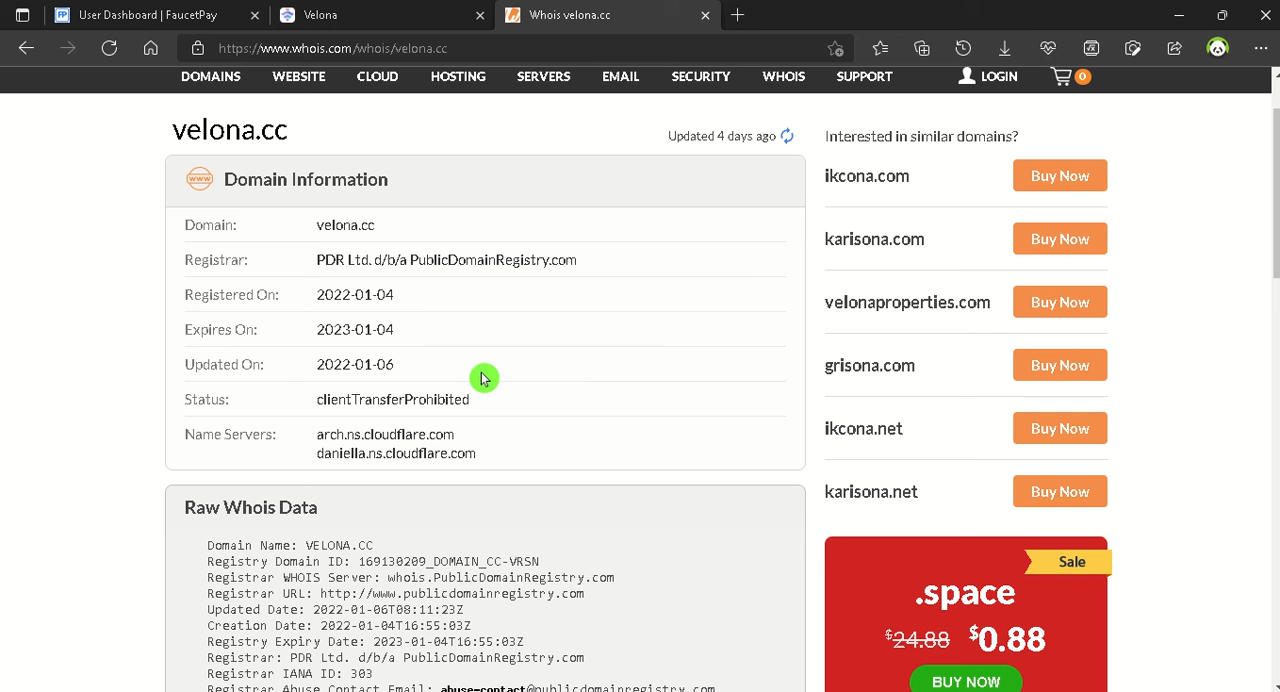 User Dashboard | FaucetPay
Velona
Whois velona.cc
https://www.whois.com/whois/velona.cc
DOMAINS WEBSITE CLOUD HOSTING SERVERS EMAIL SECURITY WHOIS SUPPORT LOGIN 0
velona.cc
Updated 4 days ago
Domain Information
Domain: velona.cc
Registrar: PDR Ltd. d/b/a PublicDomainRegistry.com
Registered On: 2022-01-04
Expires On: 2023-01-04
Updated On: 2022-01-06
Status: clientTransferProhibited
Name Servers: arch.ns.cloudflare.com
daniella.ns.cloudflare.com
Raw Whois Data
Domain Name: VELONA.CC
Registry Domain ID: 169130209_DOMAIN_CC-VRSN
Registrar WHOIS Server: whois.PublicDomainRegistry.com
Registrar URL: http://www.publicdomainregistry.com
Updated Date: 2022-01-06T08:11:23Z
Creation Date: 2022-01-04T16:55:03Z
Registry Expiry Date: 2023-01-04T16:55:03Z
Registrar: PDR Ltd. d/b/a PublicDomainRegistry.com
Registrar IANA ID: 303
Registrar Abuse Contact Email: abuse-contact@publicdomainregistry.com
Interested in similar domains?
ikcona.com Buy Now
karisona.com Buy Now
velonaproperties.com Buy Now
grisona.com Buy Now
ikcona.net Buy Now
karisona.net Buy Now
Sale
.space
$24.88 $0.88
BUY NOW